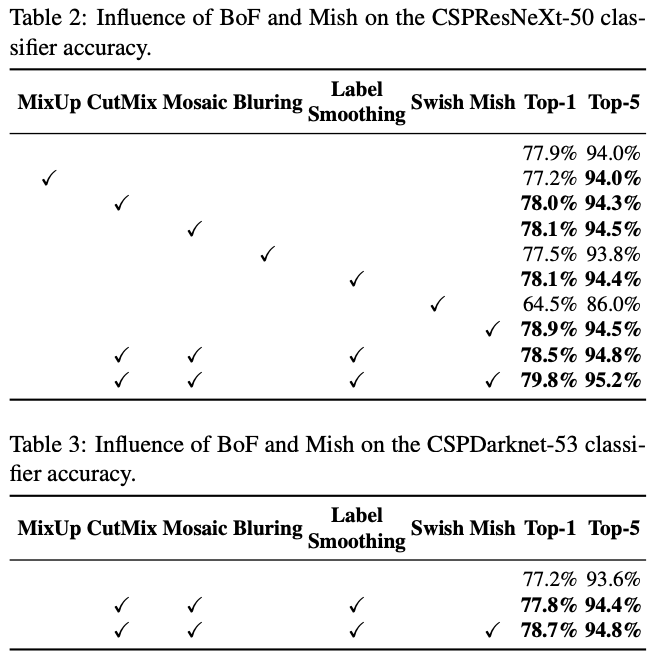 Table 2: Influence of BoF and Mish on the CSPResNeXt-50 clas-
sifier accuracy.
MixUp CutMix Mosaic Bluring Label Smoothing Swish Mish Top-1 Top-5
77.9% 94.0%
✓ 77.2% 94.0%
✓ 78.0% 94.3%
✓ 78.1% 94.5%
✓ 77.5% 93.8%
✓ 78.1% 94.4%
✓ 64.5% 86.0%
✓ 78.9% 94.5%
✓ ✓ ✓ 78.5% 94.8%
✓ ✓ ✓ ✓ 79.8% 95.2%
Table 3: Influence of BoF and Mish on the CSPDarknet-53 classi-
fier accuracy.
MixUp CutMix Mosaic Bluring Label Smoothing Swish Mish Top-1 Top-5
77.2% 93.6%
✓ ✓ ✓ 77.8% 94.4%
✓ ✓ ✓ ✓ 78.7% 94.8%